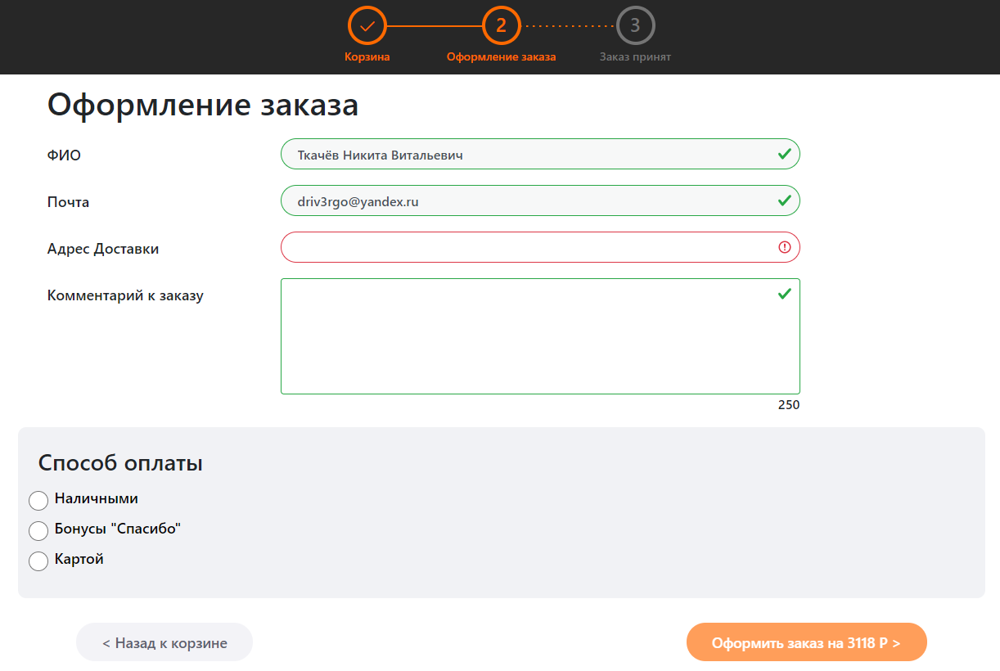 2
3
Корзина
Оформление заказа
Заказ принят
Оформление заказа
ФИО
Ткачёв Никита Витальевич
Почта
driv3rgo@yandex.ru
Адрес Доставки
Комментарий к заказу
250
Способ оплаты
Наличными
Бонусы "Спасибо"
Картой
< Назад к корзине
Оформить заказ на 3118 Р >